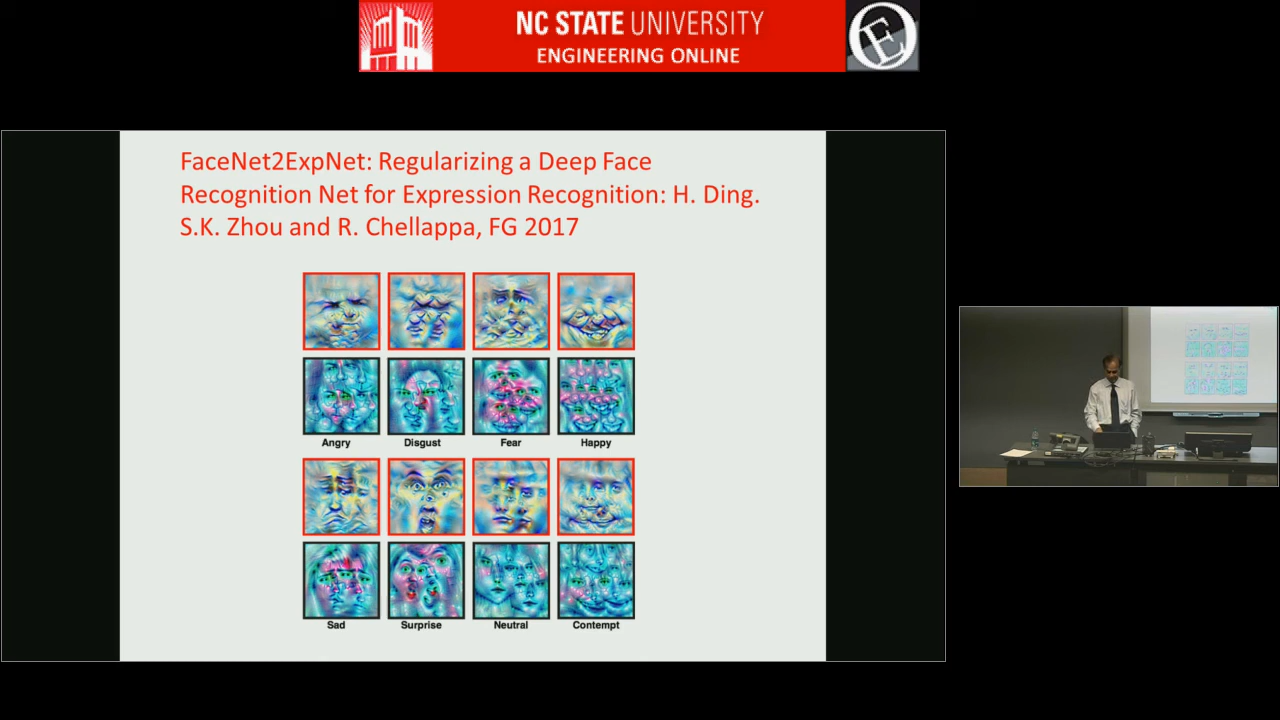 NC STATE UNIVERSITY
ENGINEERING ONLINE
FaceNet2ExpNet: Regularizing a Deep Face
Recognition Net for Expression Recognition: H. Ding.
S.K. Zhou and R. Chellappa, FG 2017
Angry Disgust Fear Happy
Sad Surprise Neutral Contempt